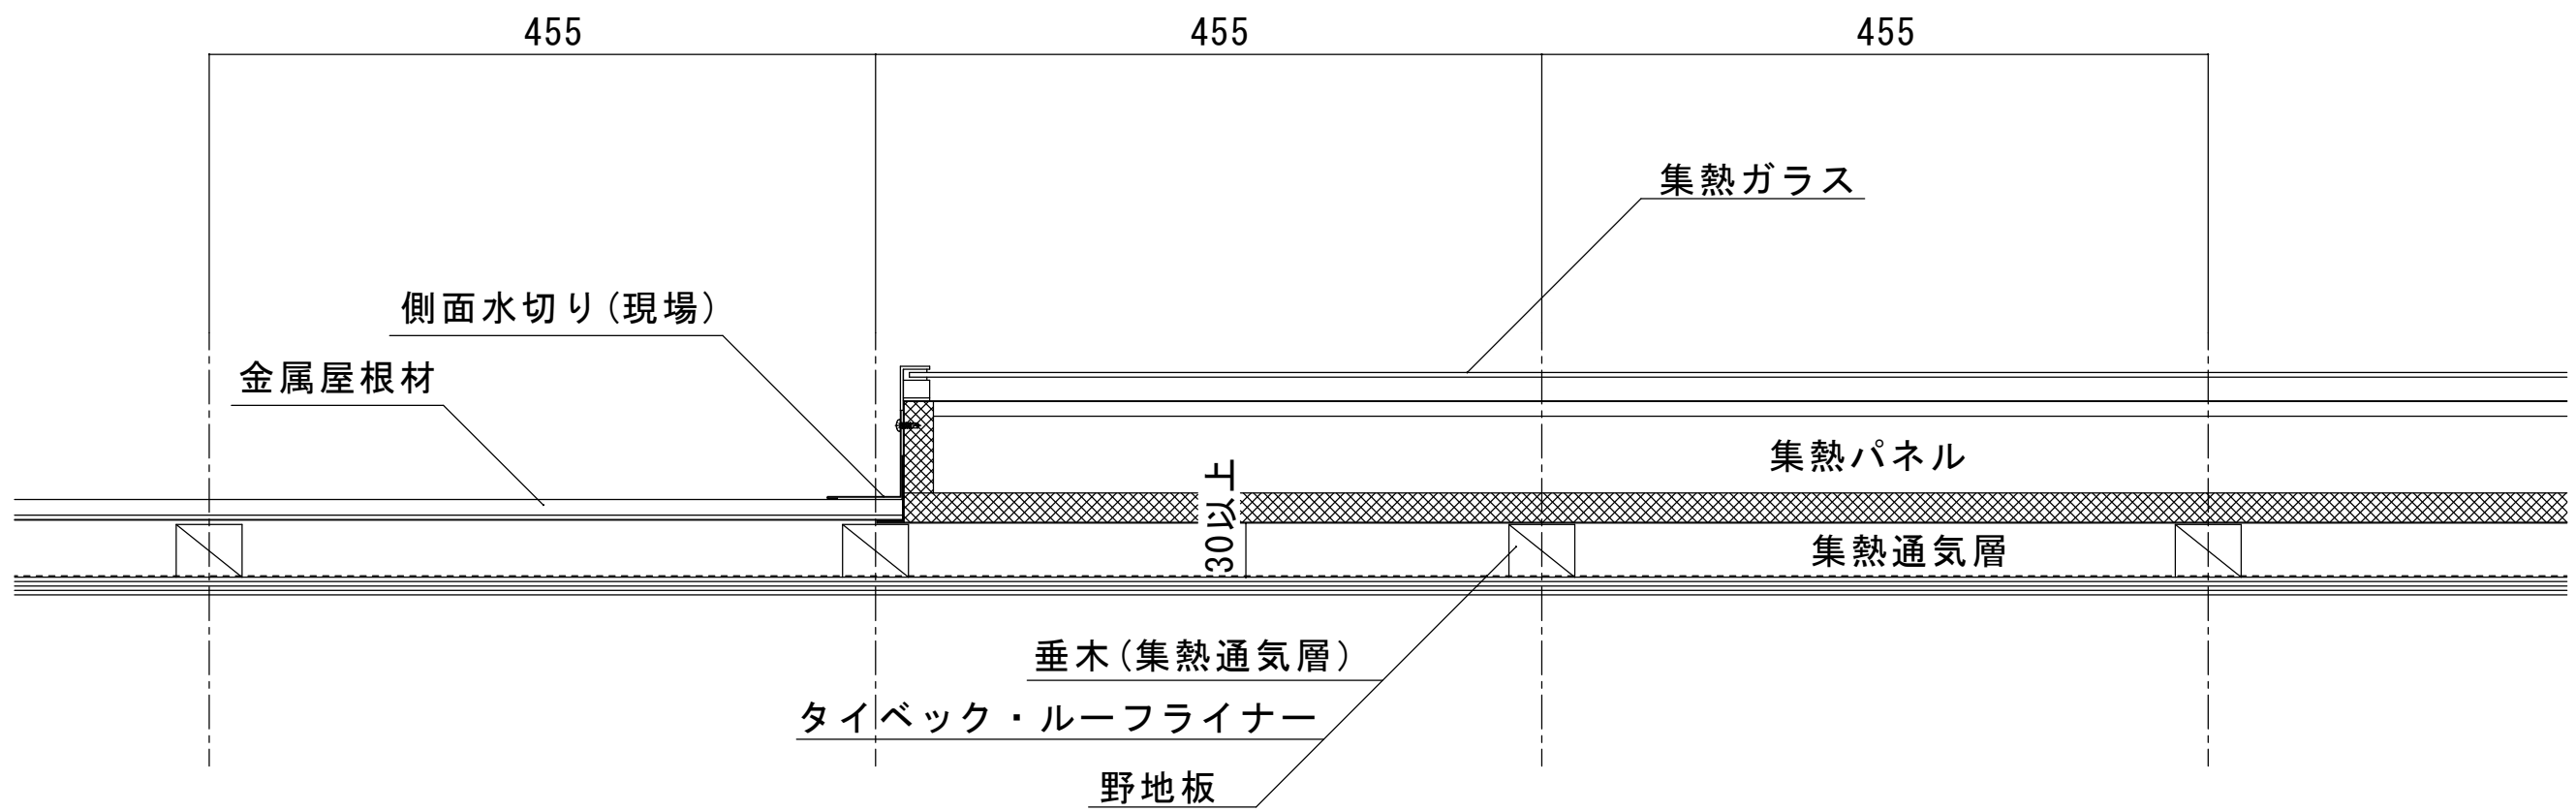 455
455
455
集熱ガラス
側面水切り(現場)
金属屋根材
集熱パネル
30以上
集熱通気層
垂木(集熱通気層)
タイベック・ルーフライナー
野地板